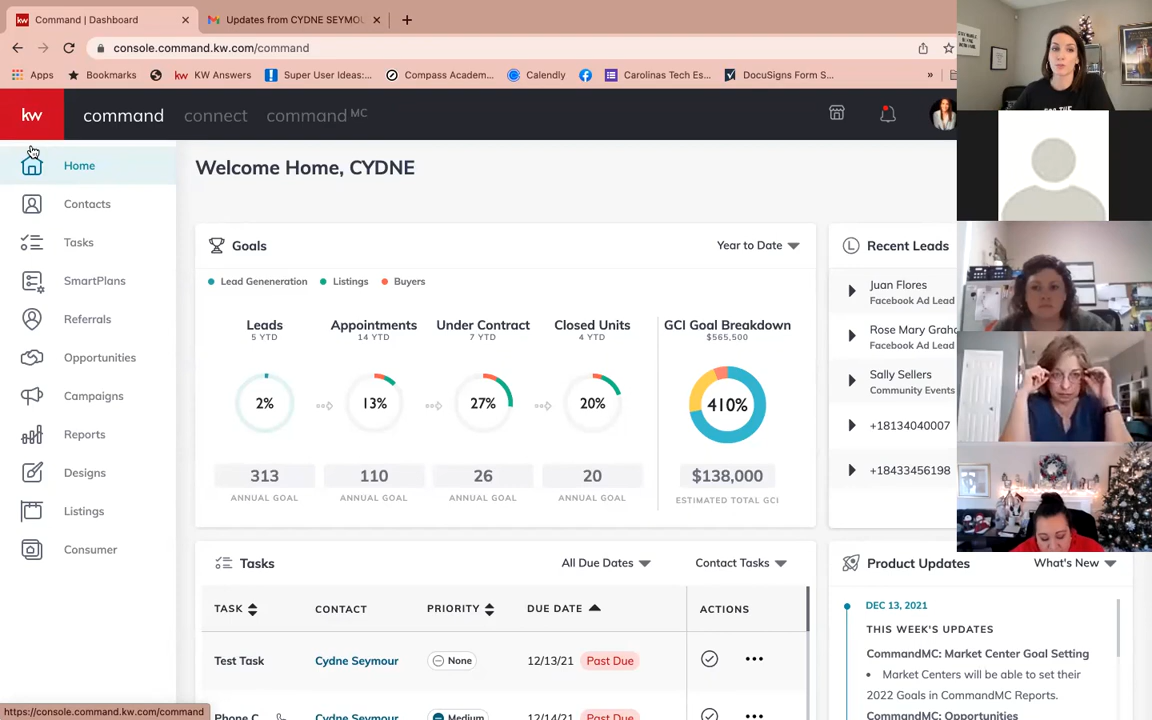 kw Command | Dashboard
Updates from CYDNE SEYMOU
console.command.kw.com/command
Apps
Bookmarks
kw KW Answers
Super User Ideas:...
Compass Academ...
Calendly
Carolinas Tech Es...
DocuSigns Form S...
»
kw command connect command MC
Home
Contacts
Tasks
SmartPlans
Referrals
Opportunities
Campaigns
Reports
Designs
Listings
Consumer
Welcome Home, CYDNE
Goals
Year to Date
Lead Geneneration Listings Buyers
Leads Appointments Under Contract Closed Units GCI Goal Breakdown
5 YTD 14 YTD 7 YTD 4 YTD $565,500
2% 13% 27% 20% 410%
313 110 26 20 $138,000
ANNUAL GOAL ANNUAL GOAL ANNUAL GOAL ANNUAL GOAL ESTIMATED TOTAL GCI
L Recent Leads
Juan Flores
Facebook Ad Lead
Rose Mary Grah
Facebook Ad Lead
Sally Sellers
Community Events
+18134040007
+18433456198
Tasks
All Due Dates
Contact Tasks
TASK CONTACT PRIORITY DUE DATE ACTIONS
Test Task Cydne Seymour None 12/13/21 Past Due
Phone C Cydne Seymour Medium 12/14/21 Past Due
Product Updates
What's New
DEC 13, 2021
THIS WEEK'S UPDATES
CommandMC: Market Center Goal Setting
• Market Centers will be able to set their
2022 Goals in CommandMC Reports.
CommandMC: Opportunities
https://console.command.kw.com/command